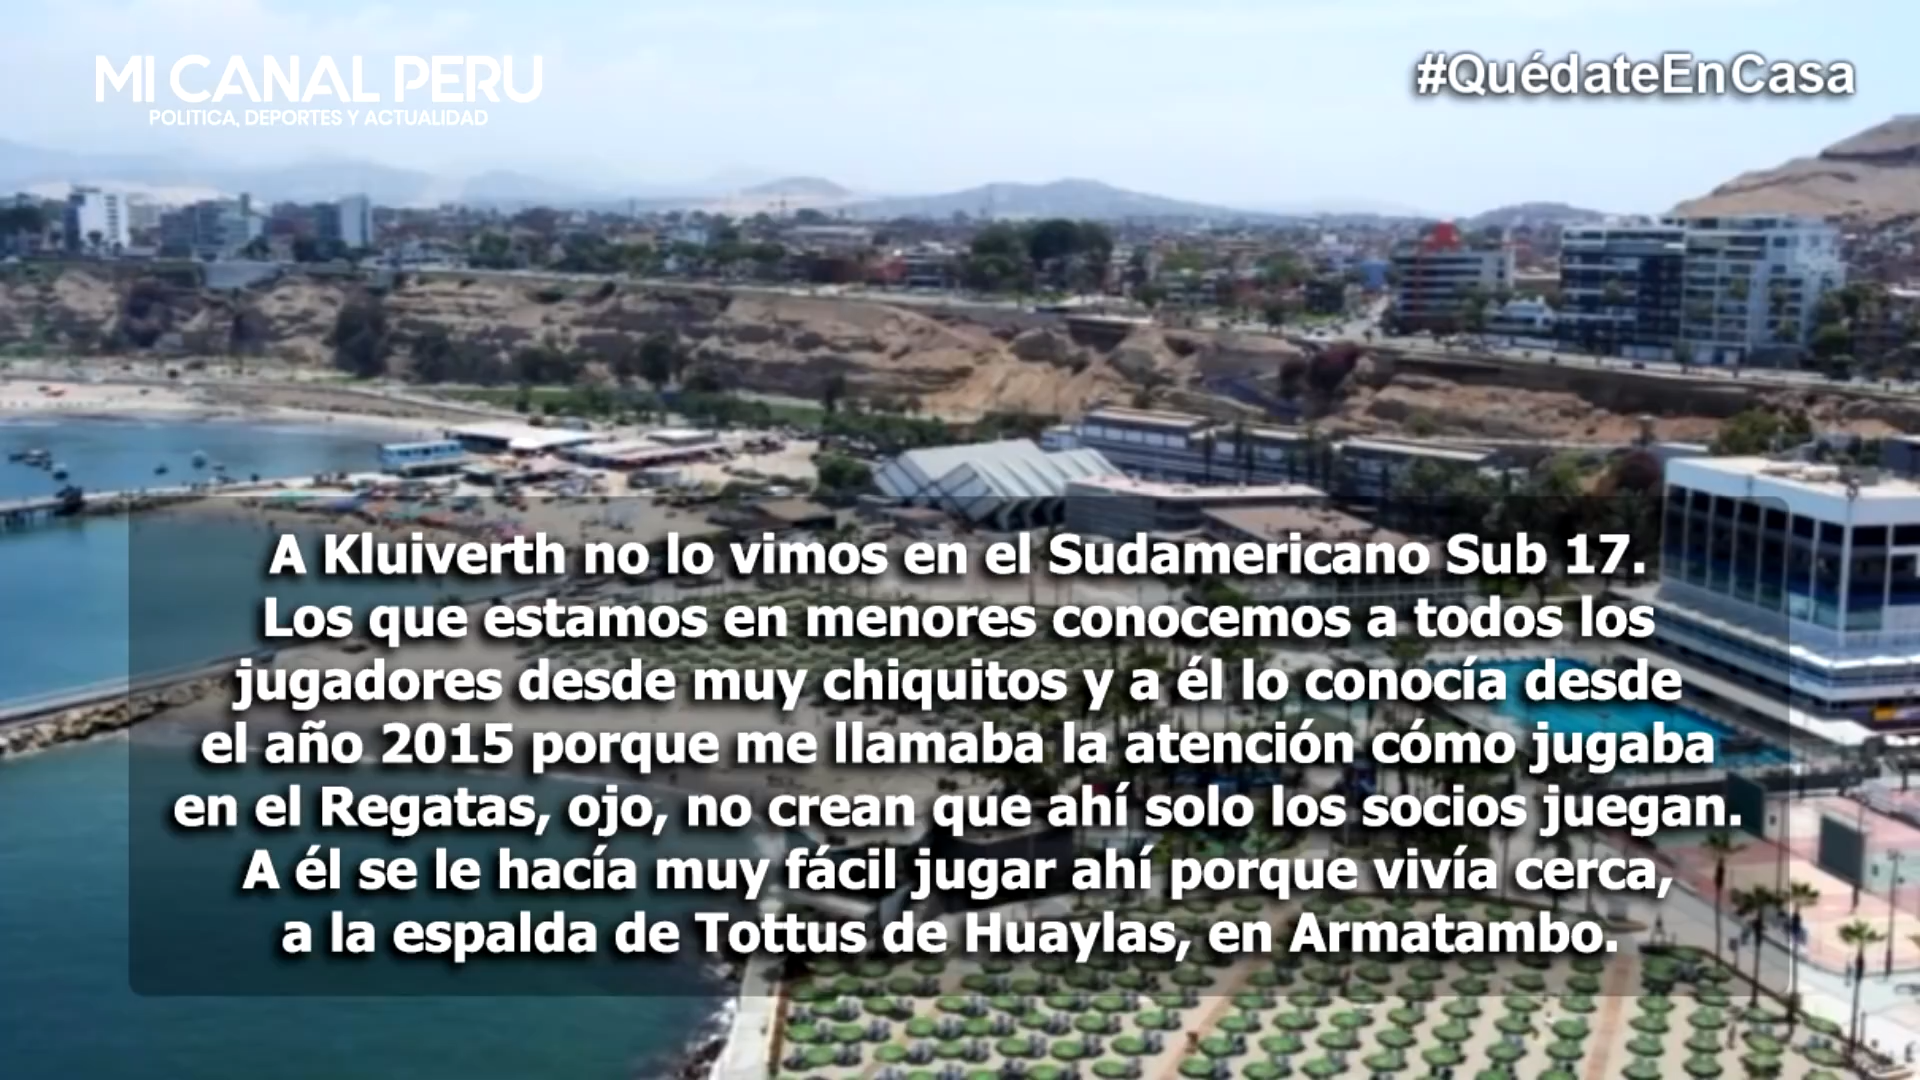 MI CANAL PERU
POLITICA, DEPORTES Y ACTUALIDAD
#QuédateEnCasa
A Kluiverth no lo vimos en el Sudamericano Sub 17.
Los que estamos en menores conocemos a todos los
jugadores desde muy chiquitos y a él lo conocía desde
el año 2015 porque me llamaba la atención cómo jugaba
en el Regatas, ojo, no crean que ahí solo los socios juegan.
A él se le hacía muy fácil jugar ahí porque vivía cerca,
a la espalda de Tottus de Huaylas, en Armatambo.